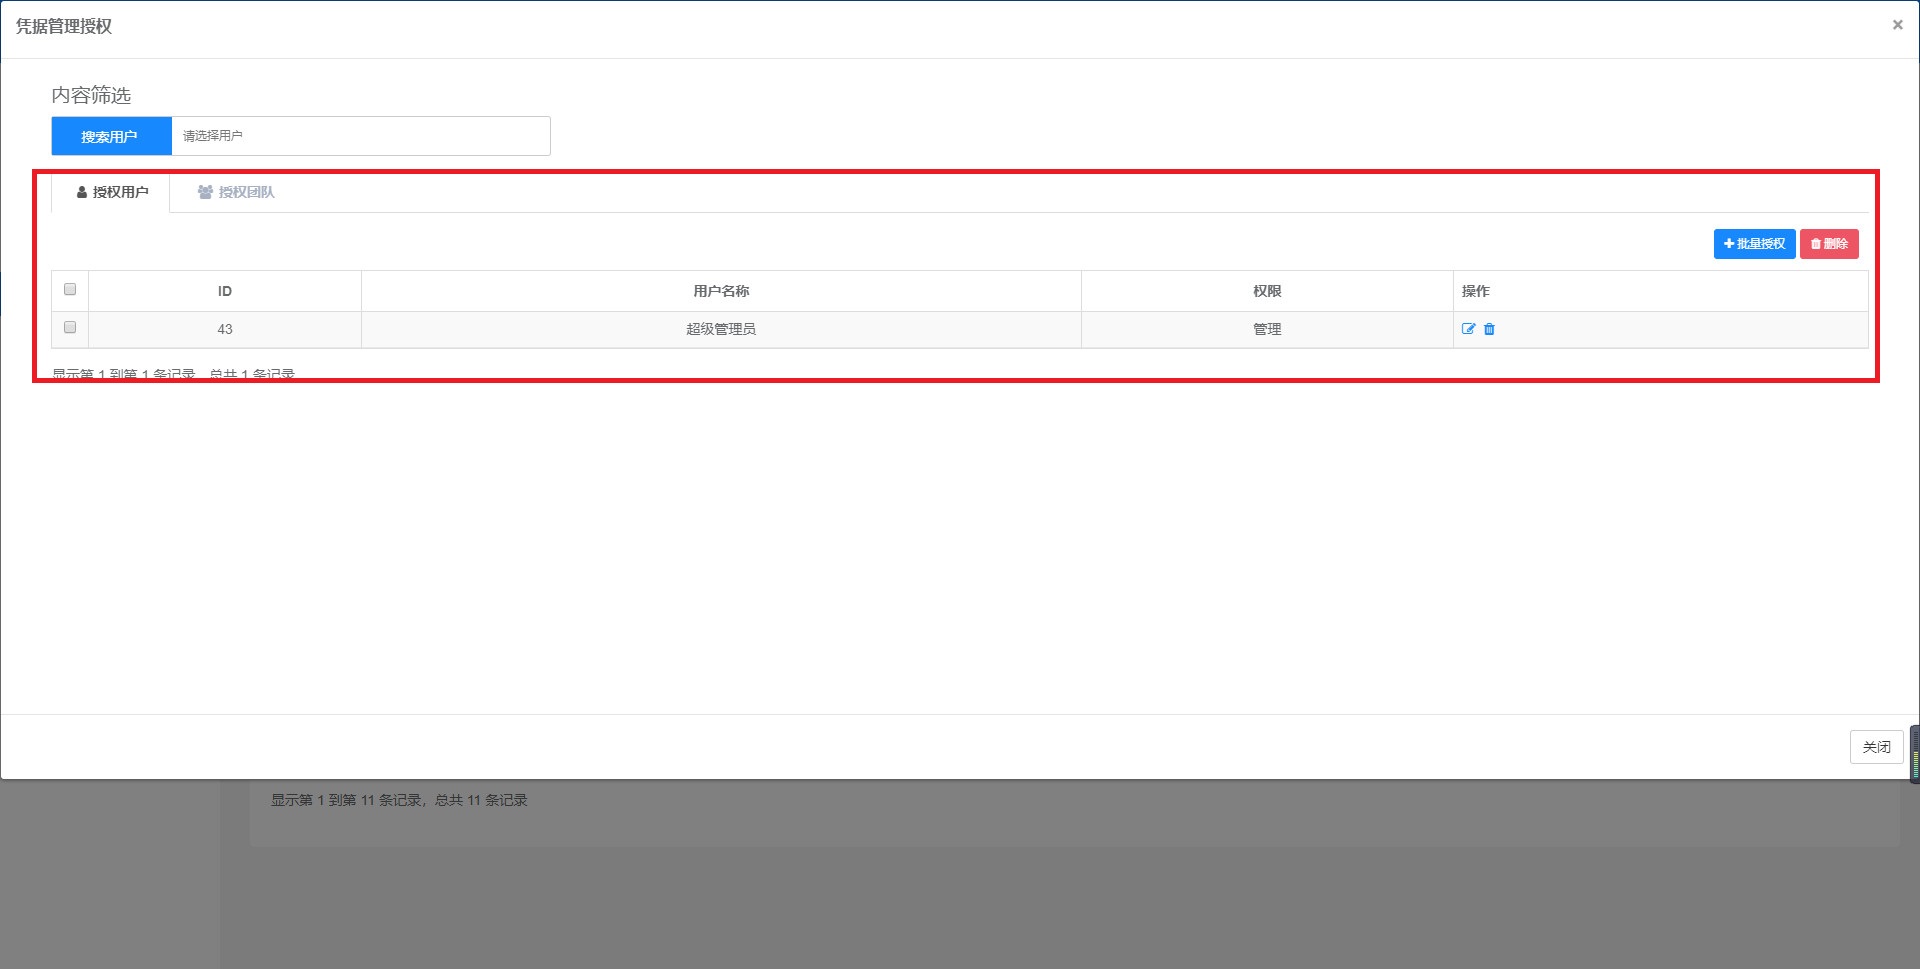 凭据管理授权
×
内容筛选
搜索用户 请选择用户
授权用户 授权团队
批量授权 删除
ID 用户名称 权限 操作
43 超级管理员 管理
显示第 1 到第 1 条记录，总共 1 条记录
关闭
显示第 1 到第 11 条记录，总共 11 条记录